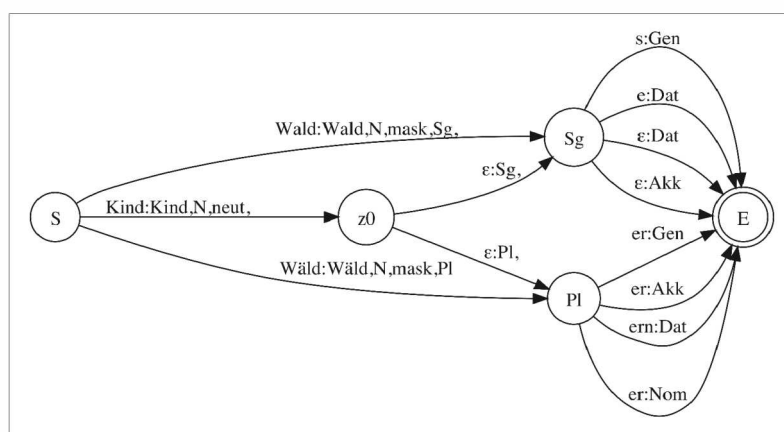 s:Gen
e:Dat
Wald:Wald,N,mask,Sg,
Sg
ε:Dat
ε:Sg,
ε:Akk
Kind:Kind,N,neut,
S
z0
E
er:Gen
ε:Pl,
Wäld:Wäld,N,mask,Pl
er:Akk
Pl
ern:Dat
er:Nom